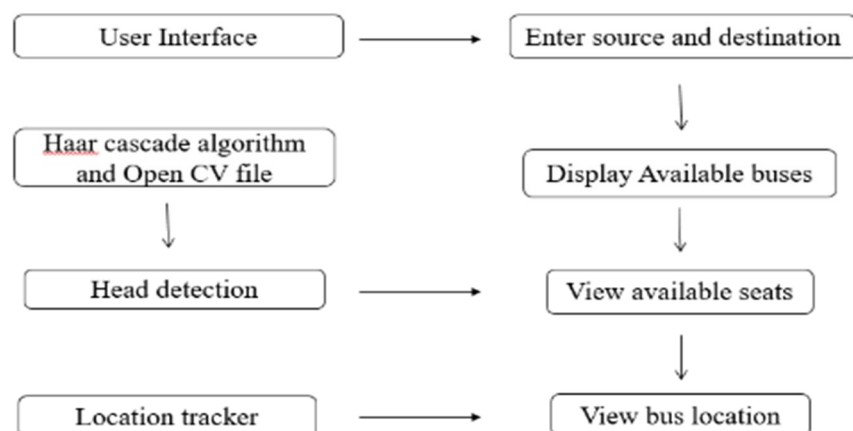 User Interface
Enter source and destination
Haar cascade algorithm
and Open CV file
Display Available buses
Head detection
View available seats
Location tracker
View bus location